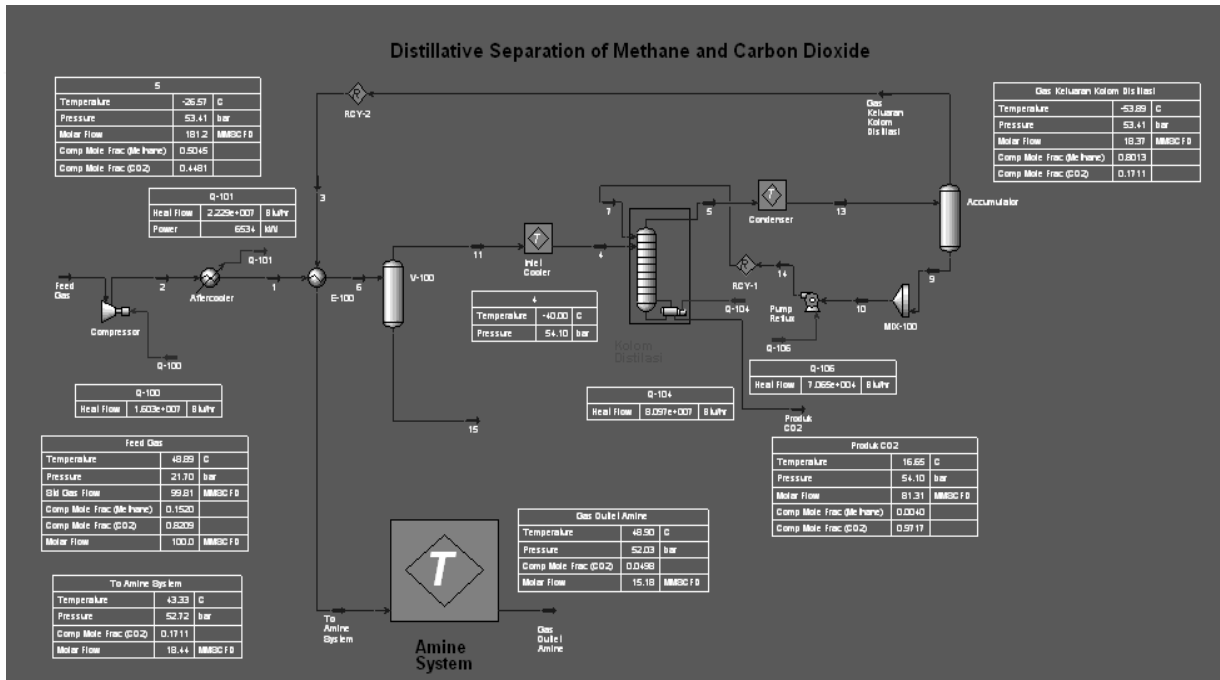 Distillative Separation of Methane and Carbon Dioxide
5
Temperature -26.57 C
Pressure 53.41 bar
Molar Flow 181.2 MMSCFD
Comp Mole Frac (Methane) 0.5045
Comp Mole Frac (CO2) 0.4481
RCY-2
Gas
Keluaran
Kolom
Distilasi
Gas Keluaran Kolom Distilasi
Temperature -53.89 C
Pressure 53.41 bar
Molar Flow 18.37 MMSCFD
Comp Mole Frac (Methane) 0.8013
Comp Mole Frac (CO2) 0.1711
Q-101
Heat Flow 2.229e+007 Btu/hr
Power 6534 kW
3
7
5
Condenser
13
Accumulator
Feed
Gas
2
Q-101
Aftercooler
1
E-100
6
V-100
11
Inlet
Cooler
4
Compressor
Q-100
4
Temperature -40.00 C
Pressure 54.10 bar
Kolom
Distilasi
Q-104
RCY-1
14
Pump
Reflux
10
MIX-100
9
Q-106
Q-106
Heat Flow 7.065e+004 Btu/hr
Q-100
Heat Flow 1.603e+007 Btu/hr
Q-104
Heat Flow 8.097e+007 Btu/hr
15
Produk
CO2
Feed Gas
Temperature 48.89 C
Pressure 21.70 bar
Std Gas Flow 99.81 MMSCFD
Comp Mole Frac (Methane) 0.1520
Comp Mole Frac (CO2) 0.8209
Molar Flow 100.0 MMSCFD
Produk CO2
Temperature 16.65 C
Pressure 54.10 bar
Molar Flow 81.31 MMSCFD
Comp Mole Frac (Methane) 0.0040
Comp Mole Frac (CO2) 0.9717
Gas Outlet Amine
Temperature 48.90 C
Pressure 52.03 bar
Comp Mole Frac (CO2) 0.0498
Molar Flow 15.18 MMSCFD
To Amine System
Temperature 43.33 C
Pressure 52.72 bar
Comp Mole Frac (CO2) 0.1711
Molar Flow 18.44 MMSCFD
T
To
Amine
System
Gas
Outlet
Amine
Amine
System